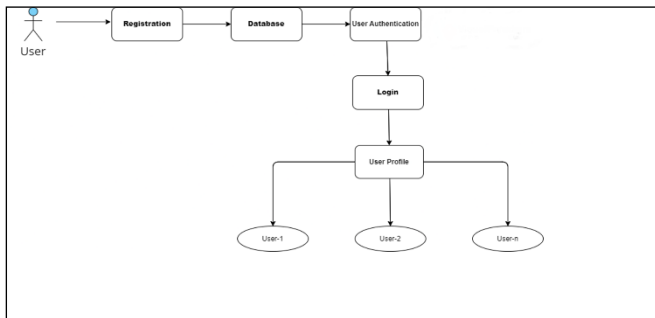 Registration
Database
User Authentication
User
Login
User Profile
User-1
User-2
User-n